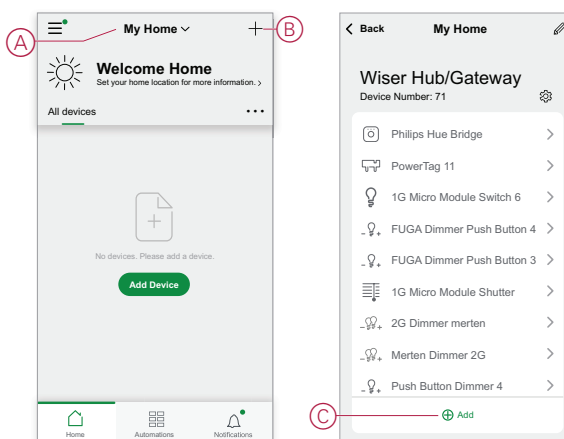 My Home
A
B
Welcome Home
Set your home location for more information. >
All devices
No devices. Please add a device.
Add Device
Home
Automations
Notifications
Back
My Home
Wiser Hub/Gateway
Device Number: 71
Philips Hue Bridge
PowerTag 11
1G Micro Module Switch 6
FUGA Dimmer Push Button 4
FUGA Dimmer Push Button 3
1G Micro Module Shutter
2G Dimmer merten
Merten Dimmer 2G
Push Button Dimmer 4
C
Add